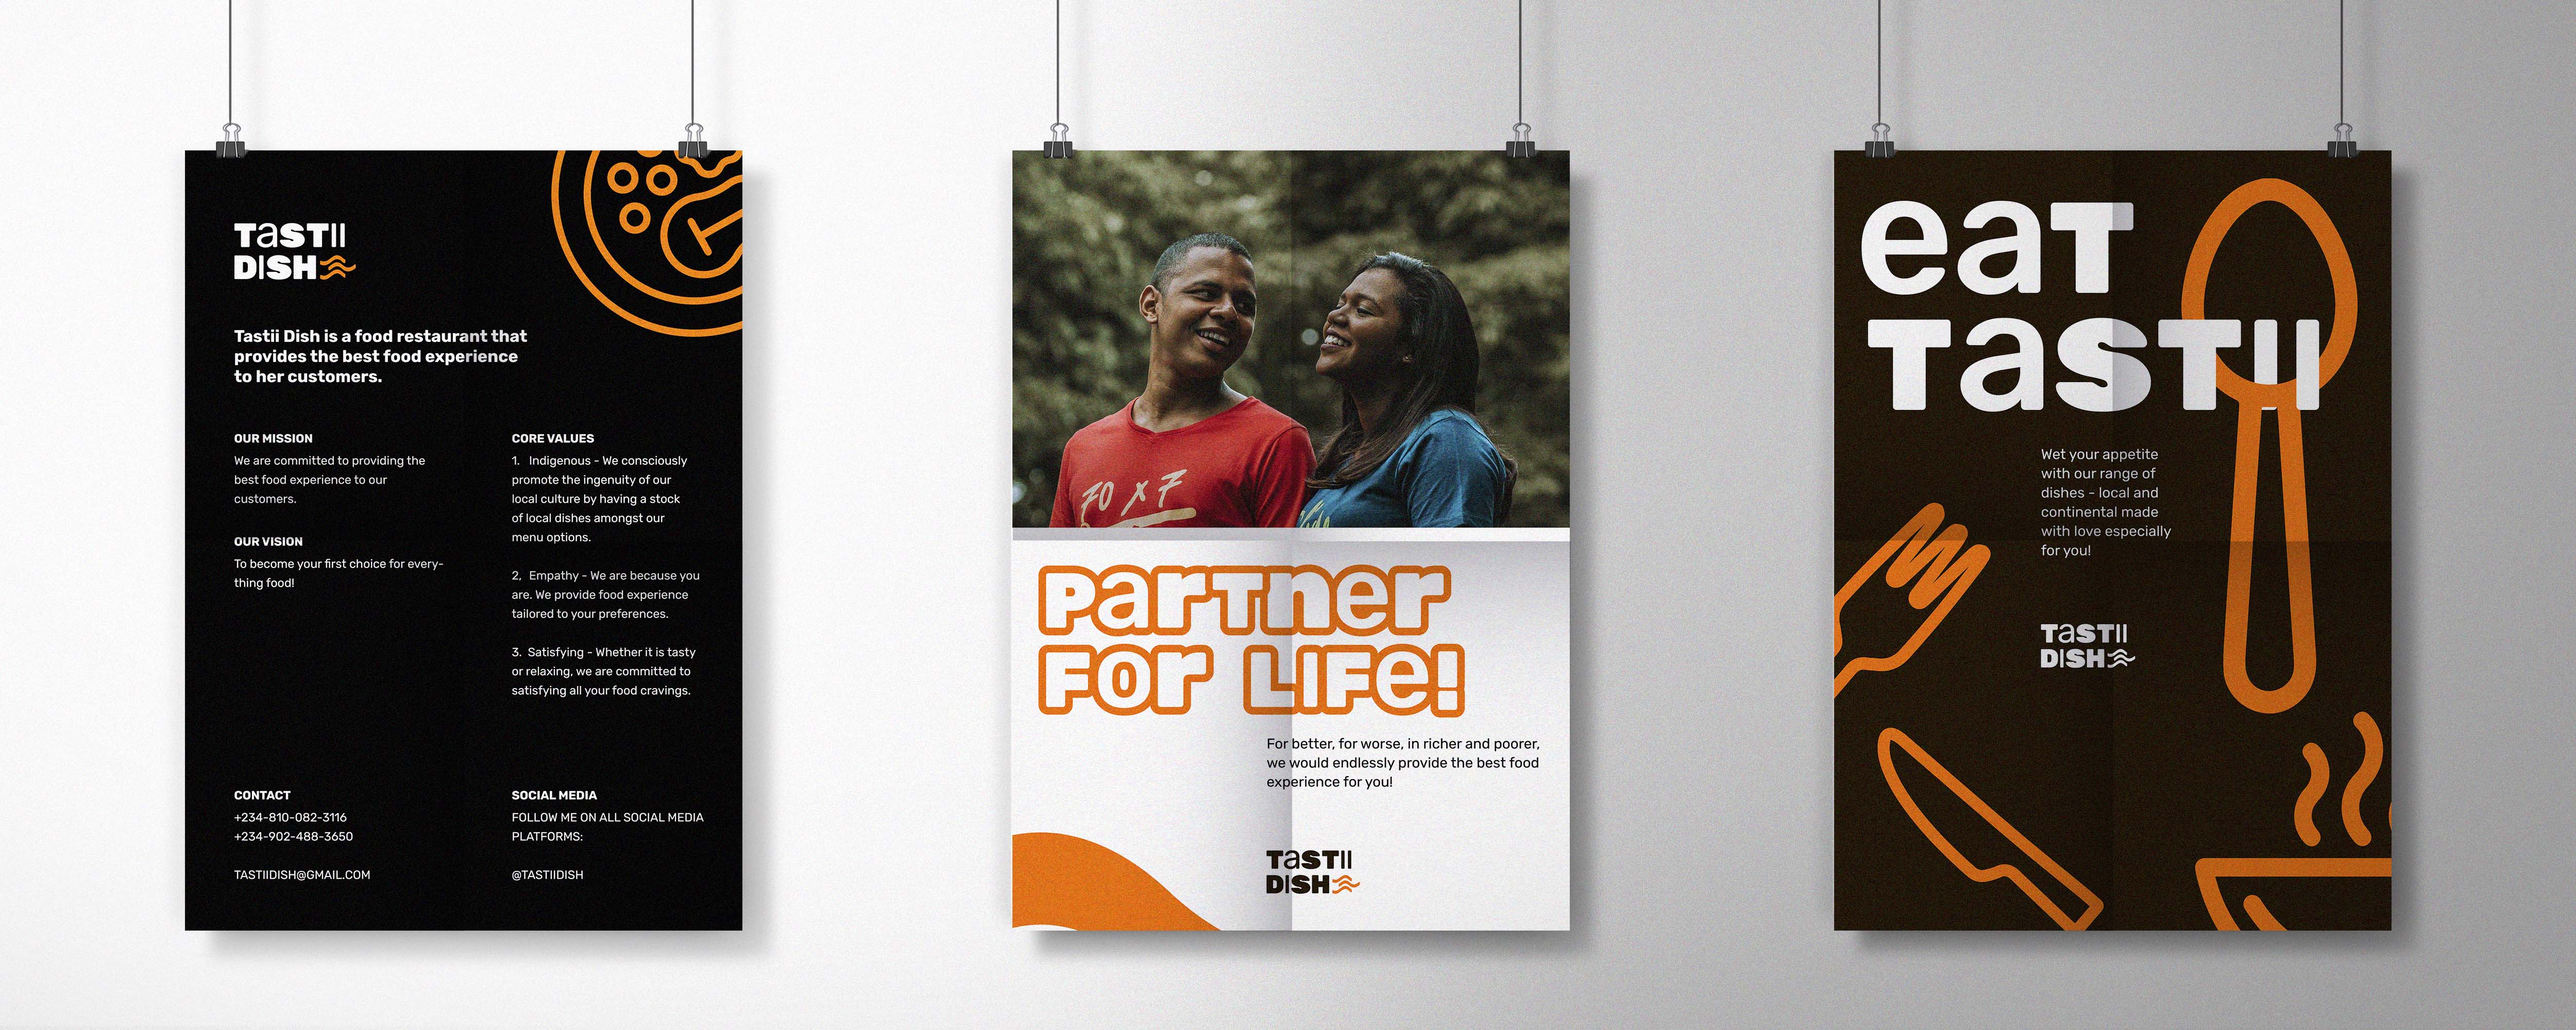 TaSTII
DISH
Tastii Dish is a food restaurant that
provides the best food experience
to her customers.
OUR MISSION
We are committed to providing the
best food experience to our
customers.
OUR VISION
To become your first choice for every-
thing food!
CORE VALUES
1. Indigenous - We consciously
promote the ingenuity of our
local culture by having a stock
of local dishes amongst our
menu options.
2, Empathy - We are because you
are. We provide food experience
tailored to your preferences.
3. Satisfying - Whether it is tasty
or relaxing, we are committed to
satisfying all your food cravings.
CONTACT
+234-810-082-3116
+234-902-488-3650
TASTIIDISH@GMAIL.COM
SOCIAL MEDIA
FOLLOW ME ON ALL SOCIAL MEDIA
PLATFORMS:
@TASTIIDISH
70 x 7
ParTner
FOr LIFe!
For better, for worse, in richer and poorer,
we would endlessly provide the best food
experience for you!
TaSTII
DISH
eaT
TaSTII
Wet your appetite
with our range of
dishes - local and
continental made
with love especially
for you!
TaSTII
DISH